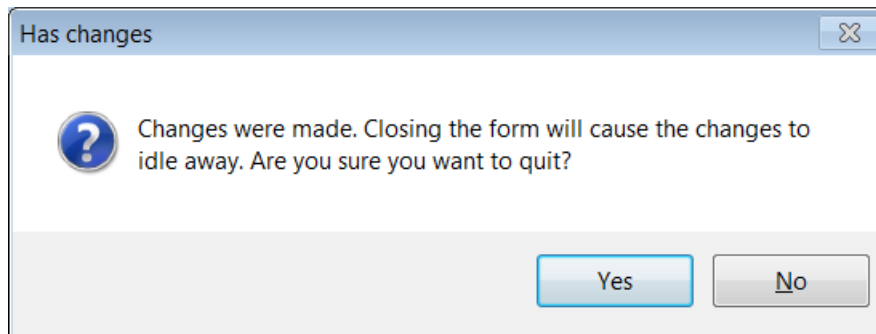 Has changes
Changes were made. Closing the form will cause the changes to
idle away. Are you sure you want to quit?
Yes
No